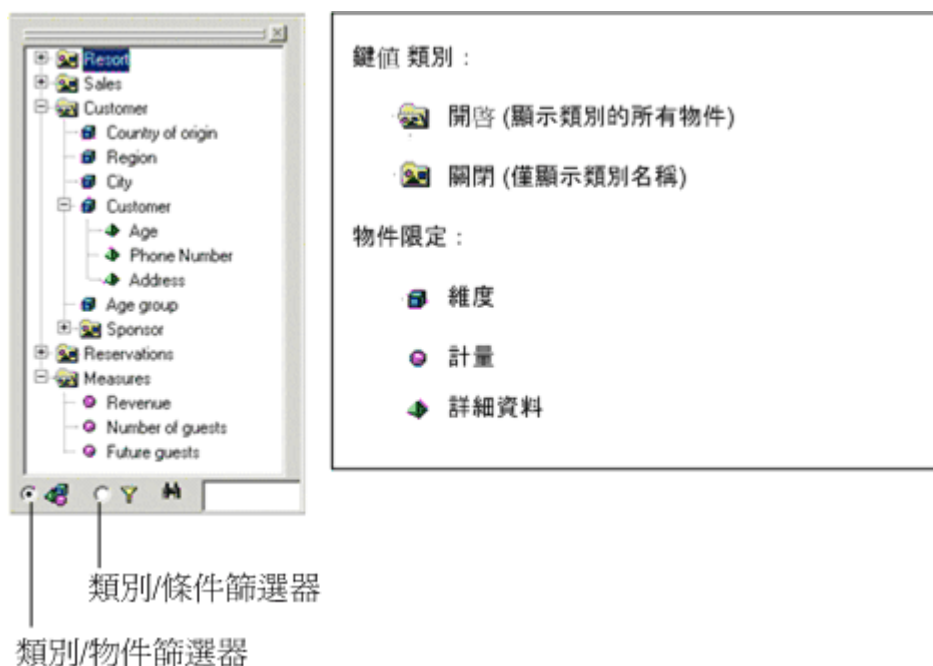 Resort
Sales
Customer
Country of origin
Region
City
Customer
Age
Phone Number
Address
Age group
Sponsor
Reservations
Measures
Revenue
Number of guests
Future guests
類別/條件篩選器
類別/物件篩選器
鍵值 類別：
開啓 (顯示類別的所有物件)
關閉 (僅顯示類別名稱)
物件限定：
維度
計量
詳細資料